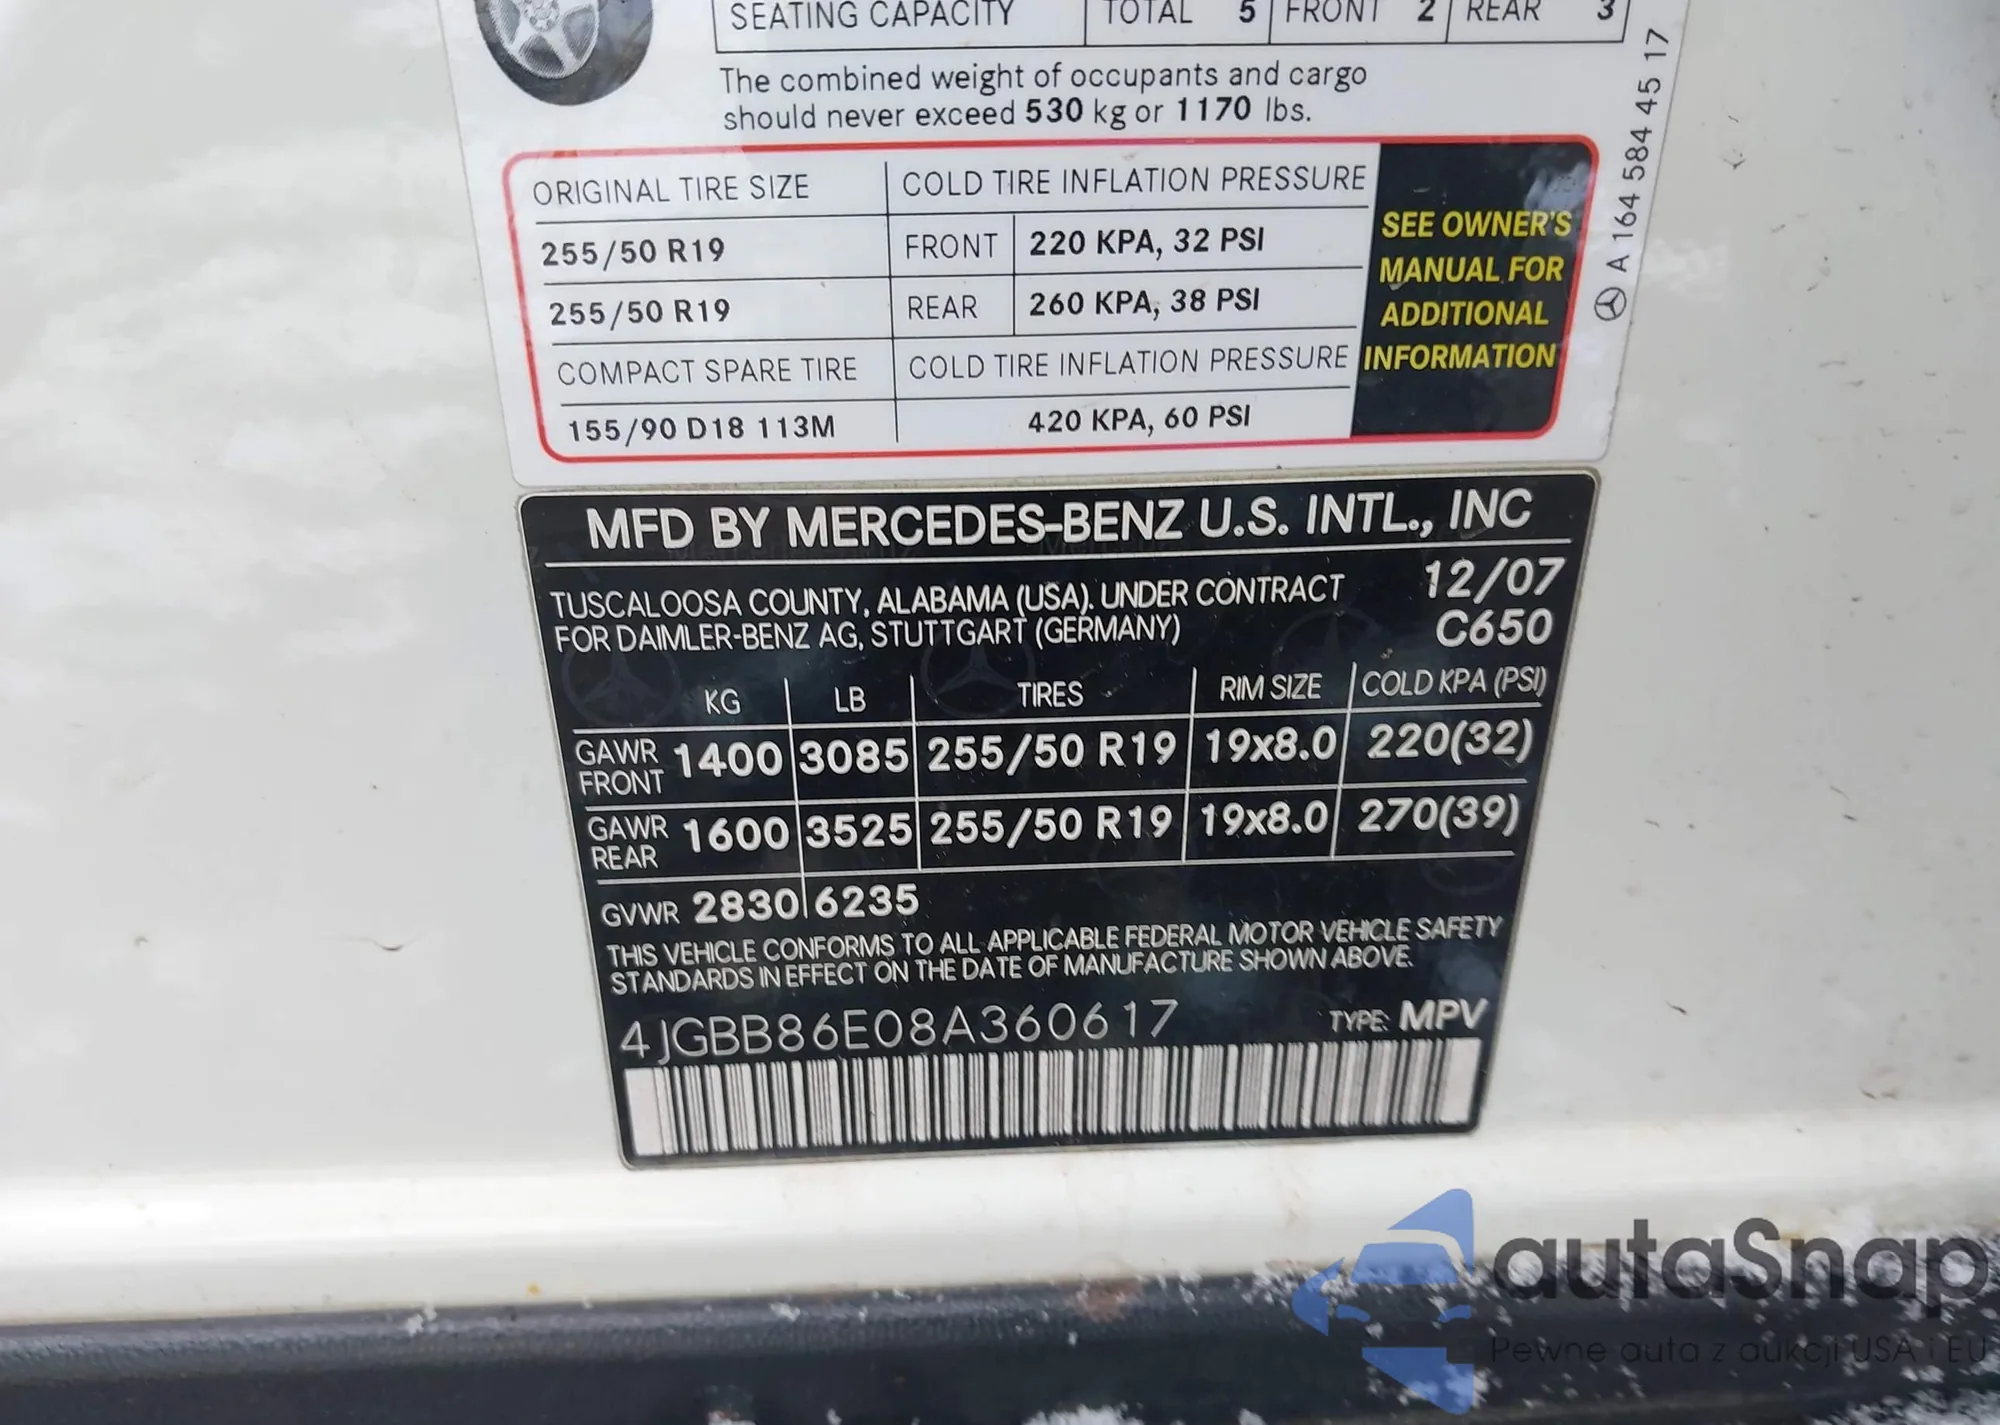 SEATING CAPACITY TOTAL 5 FRONT 2 REAR 3
The combined weight of occupants and cargo
should never exceed 530 kg or 1170 lbs.
ORIGINAL TIRE SIZE COLD TIRE INFLATION PRESSURE
255/50 R19 FRONT 220 KPA, 32 PSI
255/50 R19 REAR 260 KPA, 38 PSI
COMPACT SPARE TIRE COLD TIRE INFLATION PRESSURE
155/90 D18 113M 420 KPA, 60 PSI
SEE OWNER'S
MANUAL FOR
ADDITIONAL
INFORMATION
A 164 584 45 17
MFD BY MERCEDES-BENZ U.S. INTL., INC
TUSCALOOSA COUNTY, ALABAMA (USA). UNDER CONTRACT 12/07
FOR DAIMLER-BENZ AG, STUTTGART (GERMANY) C650
KG LB TIRES RIM SIZE COLD KPA (PSI)
GAWR FRONT 1400 3085 255/50 R19 19x8.0 220(32)
GAWR REAR 1600 3525 255/50 R19 19x8.0 270(39)
GVWR 2830 6235
THIS VEHICLE CONFORMS TO ALL APPLICABLE FEDERAL MOTOR VEHICLE SAFETY
STANDARDS IN EFFECT ON THE DATE OF MANUFACTURE SHOWN ABOVE.
4JGBB86E08A360617 TYPE: MPV
autoSnap
Pewne auta z aukcji USA i EU